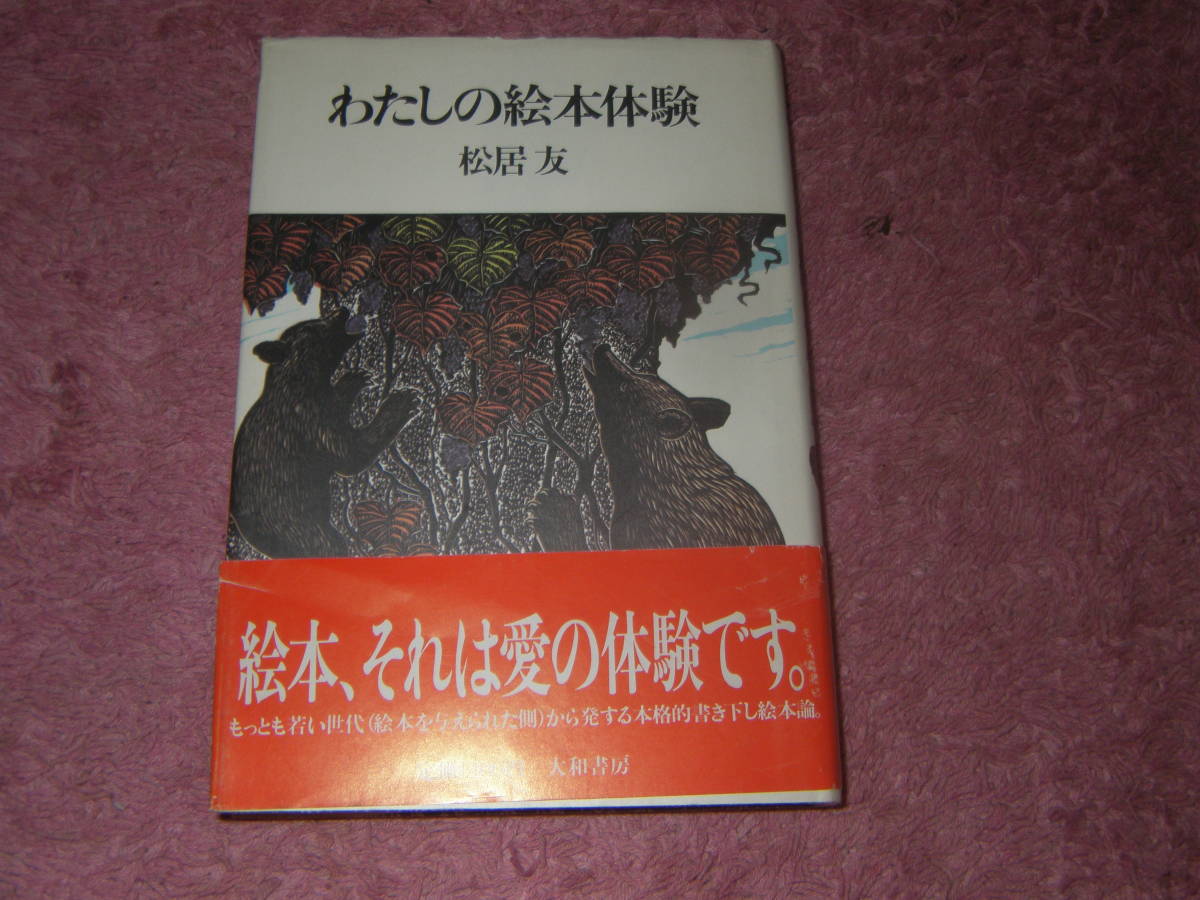 わたしの絵本体験
松居 友
絵本、それは愛の体験です。
もっとも若い世代(絵本を与えられた側)から発する本格的書き下し絵本論。
大和書房